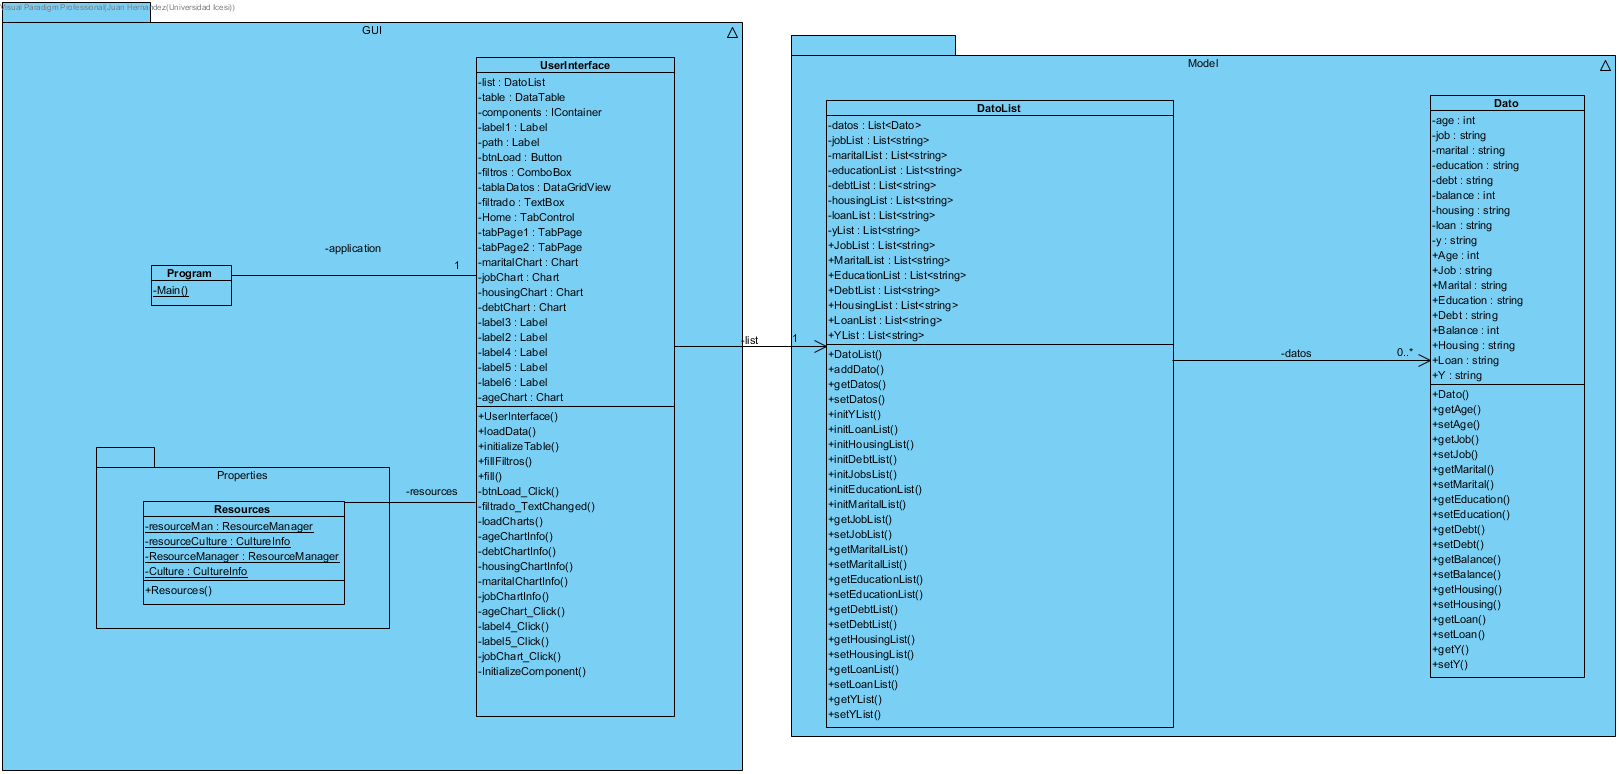 Visual Paradigm Professional(Juan Hernandez(Universidad Icesi))
GUI
UserInterface
-list : DatoList
-table : DataTable
-components : IContainer
-label1 : Label
-path : Label
-btnLoad : Button
-filtros : ComboBox
-tablaDatos : DataGridView
-filtrado : TextBox
-Home : TabControl
-tabPage1 : TabPage
-tabPage2 : TabPage
-maritalChart : Chart
-jobChart : Chart
-housingChart : Chart
-debtChart : Chart
-label3 : Label
-label2 : Label
-label4 : Label
-label5 : Label
-label6 : Label
-ageChart : Chart
+UserInterface()
+loadData()
+initializeTable()
+fillFiltros()
+fill()
-btnLoad_Click()
-filtrado_TextChanged()
-loadCharts()
-ageChartInfo()
-debtChartInfo()
-housingChartInfo()
-maritalChartInfo()
-jobChartInfo()
-ageChart_Click()
-label4_Click()
-label5_Click()
-jobChart_Click()
-InitializeComponent()
-application
1
Program
-Main()
Properties
-resources
Resources
-resourceMan : ResourceManager
-resourceCulture : CultureInfo
-ResourceManager : ResourceManager
-Culture : CultureInfo
+Resources()
-list
1
Model
DatoList
-datos : List<Dato>
-jobList : List<string>
-maritalList : List<string>
-educationList : List<string>
-debtList : List<string>
-housingList : List<string>
-loanList : List<string>
-yList : List<string>
+JobList : List<string>
+MaritalList : List<string>
+EducationList : List<string>
+DebtList : List<string>
+HousingList : List<string>
+LoanList : List<string>
+YList : List<string>
+DatoList()
+addDato()
+getDatos()
+setDatos()
+initYList()
+initLoanList()
+initHousingList()
+initDebtList()
+initJobsList()
+initEducationList()
+initMaritalList()
+getJobList()
+setJobList()
+getMaritalList()
+setMaritalList()
+getEducationList()
+setEducationList()
+getDebtList()
+setDebtList()
+getHousingList()
+setHousingList()
+getLoanList()
+setLoanList()
+getYList()
+setYList()
-datos
0..*
Dato
-age : int
-job : string
-marital : string
-education : string
-debt : string
-balance : int
-housing : string
-loan : string
-y : string
+Age : int
+Job : string
+Marital : string
+Education : string
+Debt : string
+Balance : int
+Housing : string
+Loan : string
+Y : string
+Dato()
+getAge()
+setAge()
+getJob()
+setJob()
+getMarital()
+setMarital()
+getEducation()
+setEducation()
+getDebt()
+setDebt()
+getBalance()
+setBalance()
+getHousing()
+setHousing()
+getLoan()
+setLoan()
+getY()
+setY()